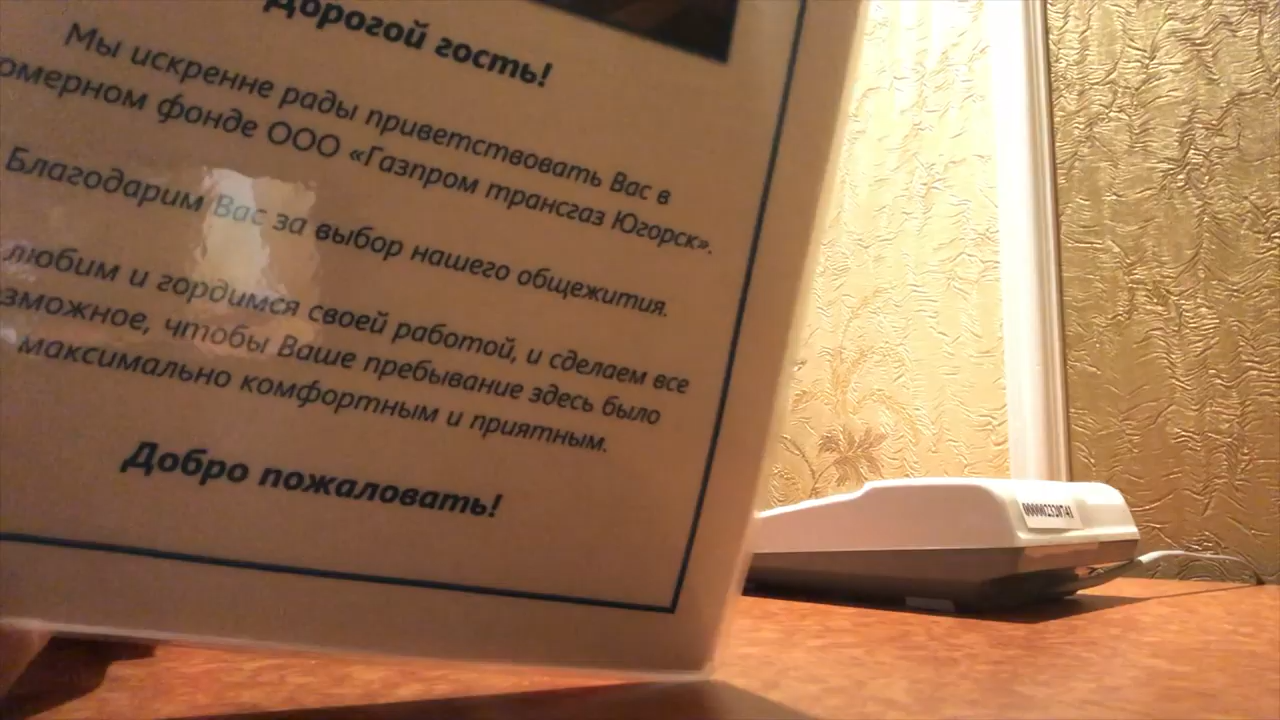 Дорогой гость!
Мы искренне рады приветствовать Вас в
омерном фонде ООО «Газпром трансгаз Югорск».
Благодарим Вас за выбор нашего общежития.
любим и гордимся своей работой, и сделаем все
зможное, чтобы Ваше пребывание здесь было
максимально комфортным и приятным.
Добро пожаловать!